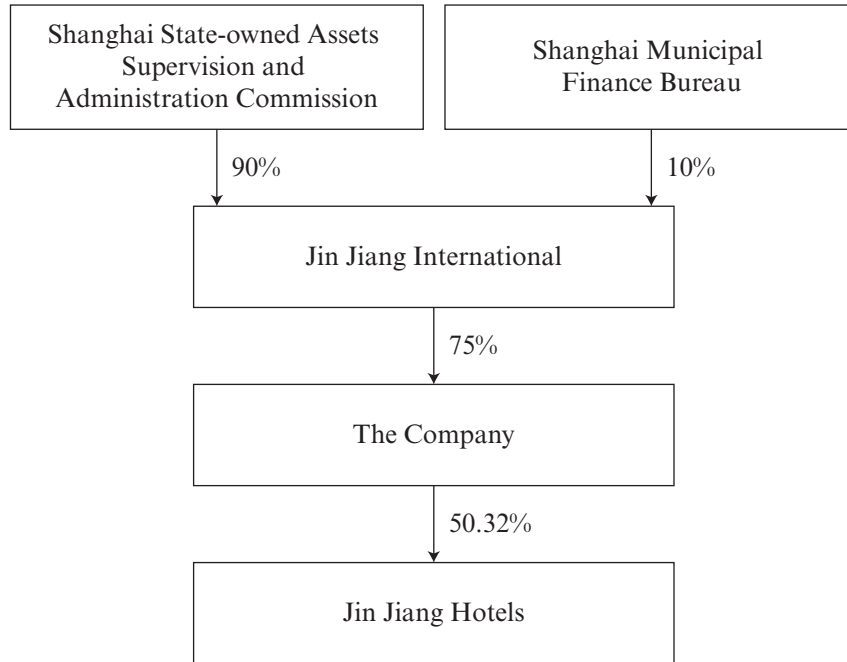 Shanghai State-owned Assets
Supervision and
Administration Commission
Shanghai Municipal
Finance Bureau
90%
10%
Jin Jiang International
75%
The Company
50.32%
Jin Jiang Hotels